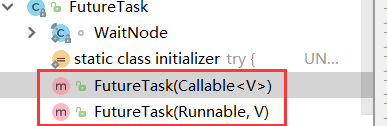 FutureTask
WaitNode
static class initializer try { UN...
FutureTask(Callable<V>)
FutureTask(Runnable, V)